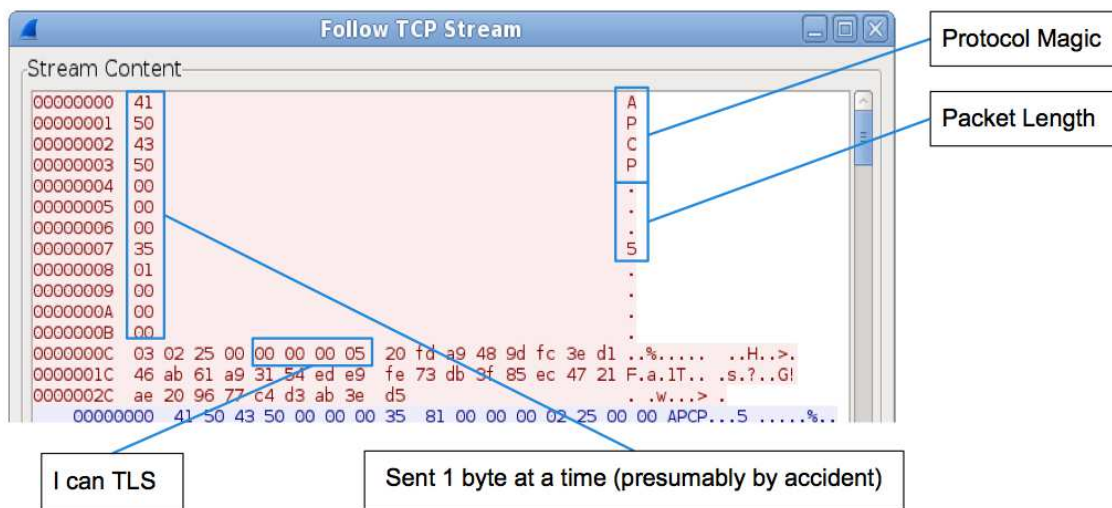 Follow TCP Stream
Protocol Magic
Stream Content
Packet Length
00000000 41 A
00000001 50 P
00000002 43 C
00000003 50 P
00000004 00 .
00000005 00 .
00000006 00 .
00000007 35 5
00000008 01 .
00000009 00 .
0000000A 00 .
0000000B 00 .
0000000C 03 02 25 00 00 00 00 05 20 fd a9 48 9d fc 3e d1 ..%..... ..H..>.
0000001C 46 ab 61 a9 31 54 ed e9 fe 73 db 3f 85 ec 47 21 F.a.1T.. .s.?..G!
0000002C ae 20 96 77 c4 d3 ab 3e d5 . .w...> .
00000000 41 50 43 50 00 00 00 35 81 00 00 00 02 25 00 00 APCP...5 .....%..
I can TLS
Sent 1 byte at a time (presumably by accident)